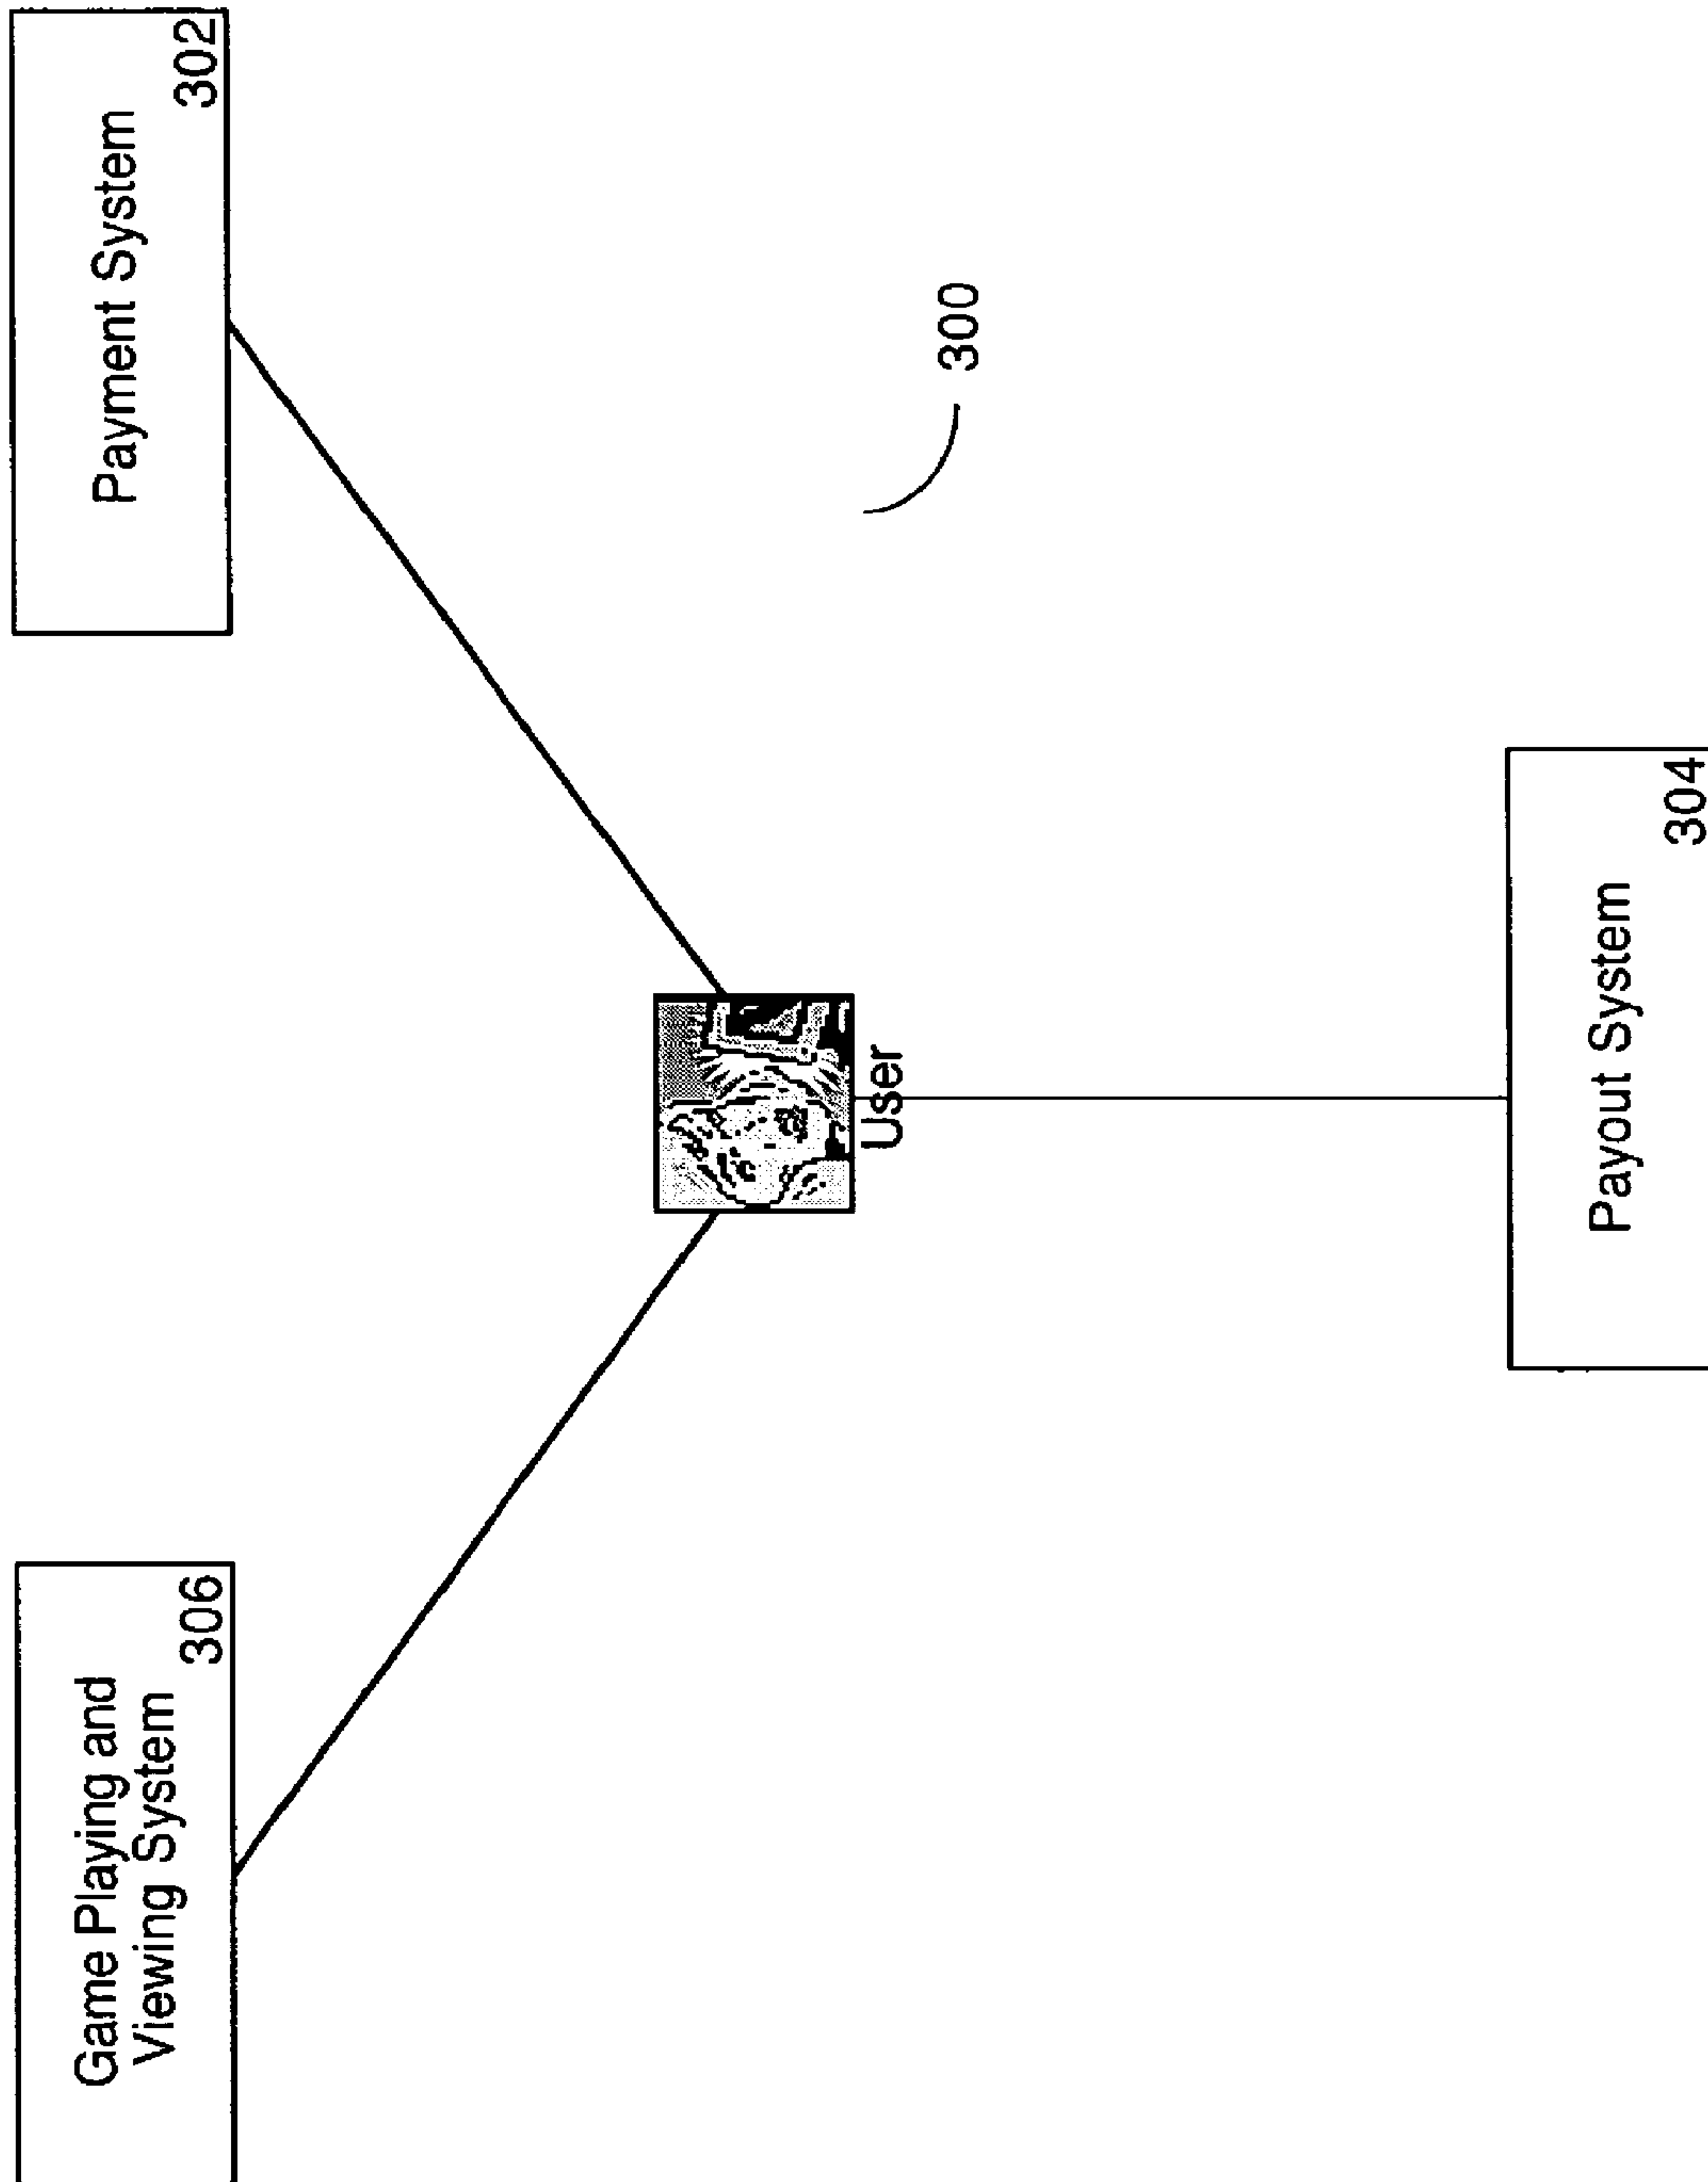 Game Playing and
Viewing System
306
Payment System
302
User
300
Payout System
304